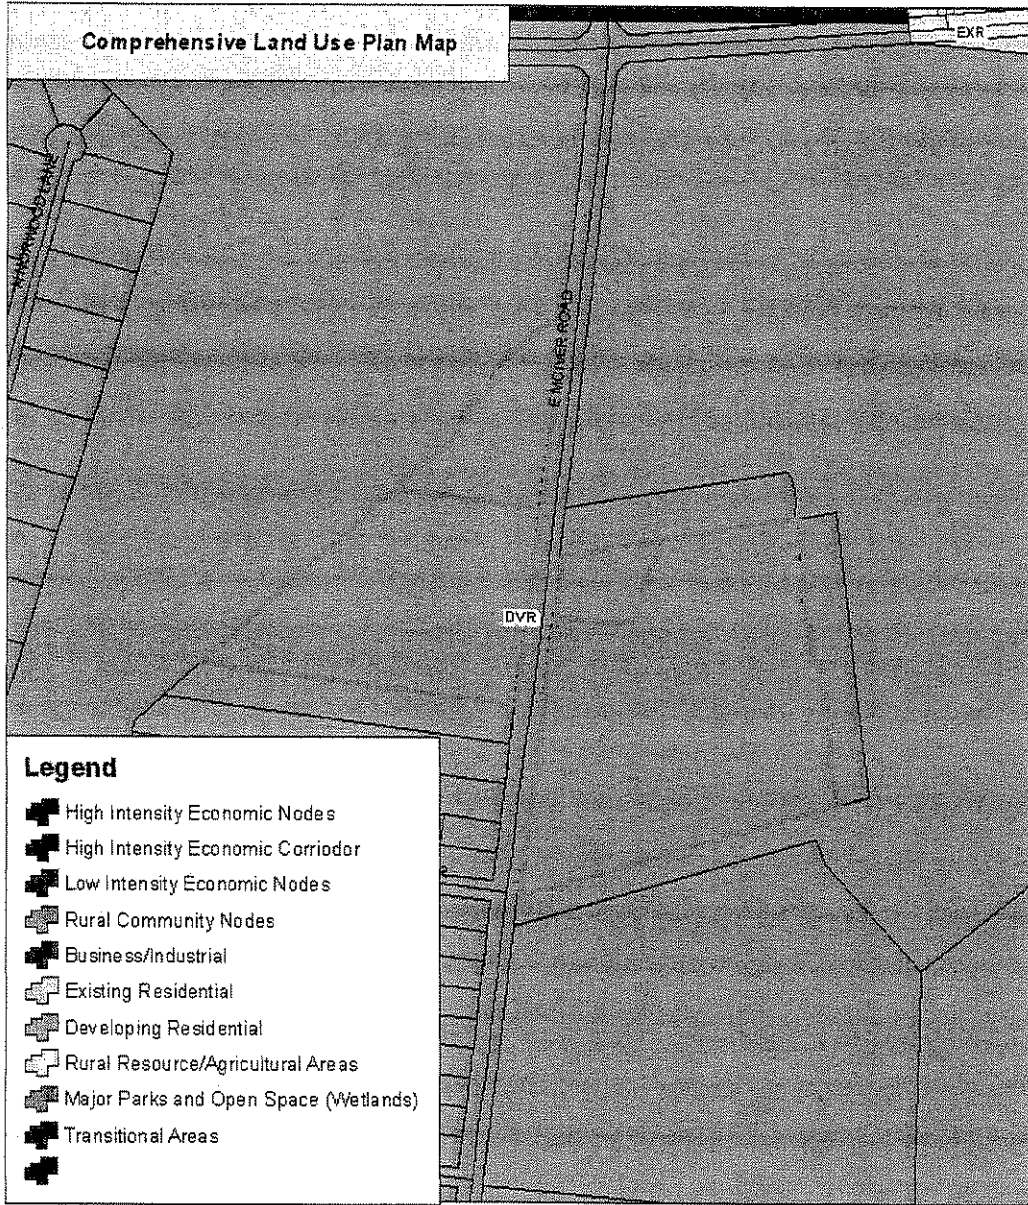 Comprehensive Land Use Plan Map
EXR
E MOTHER ROAD
DVR
Legend
High Intensity Economic Nodes
High Intensity Economic Corriodor
Low Intensity Economic Nodes
Rural Community Nodes
Business/Industrial
Existing Residential
Developing Residential
Rural Resource/Agricultural Areas
Major Parks and Open Space (Wetlands)
Transitional Areas